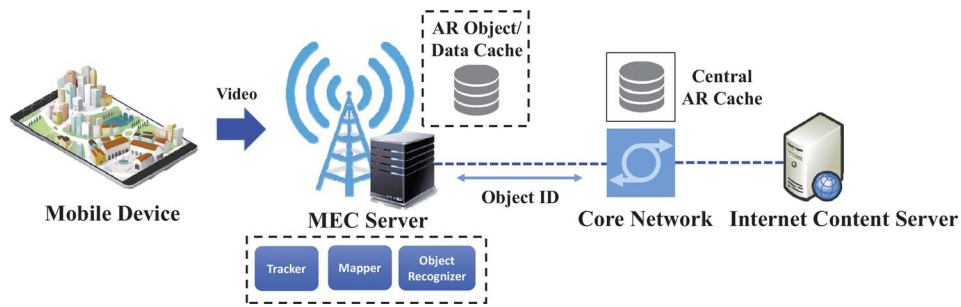 AR Object/
Data Cache
Central
AR Cache
Video
Object ID
Mobile Device
MEC Server
Core Network
Internet Content Server
Tracker
Mapper
Object
Recognizer